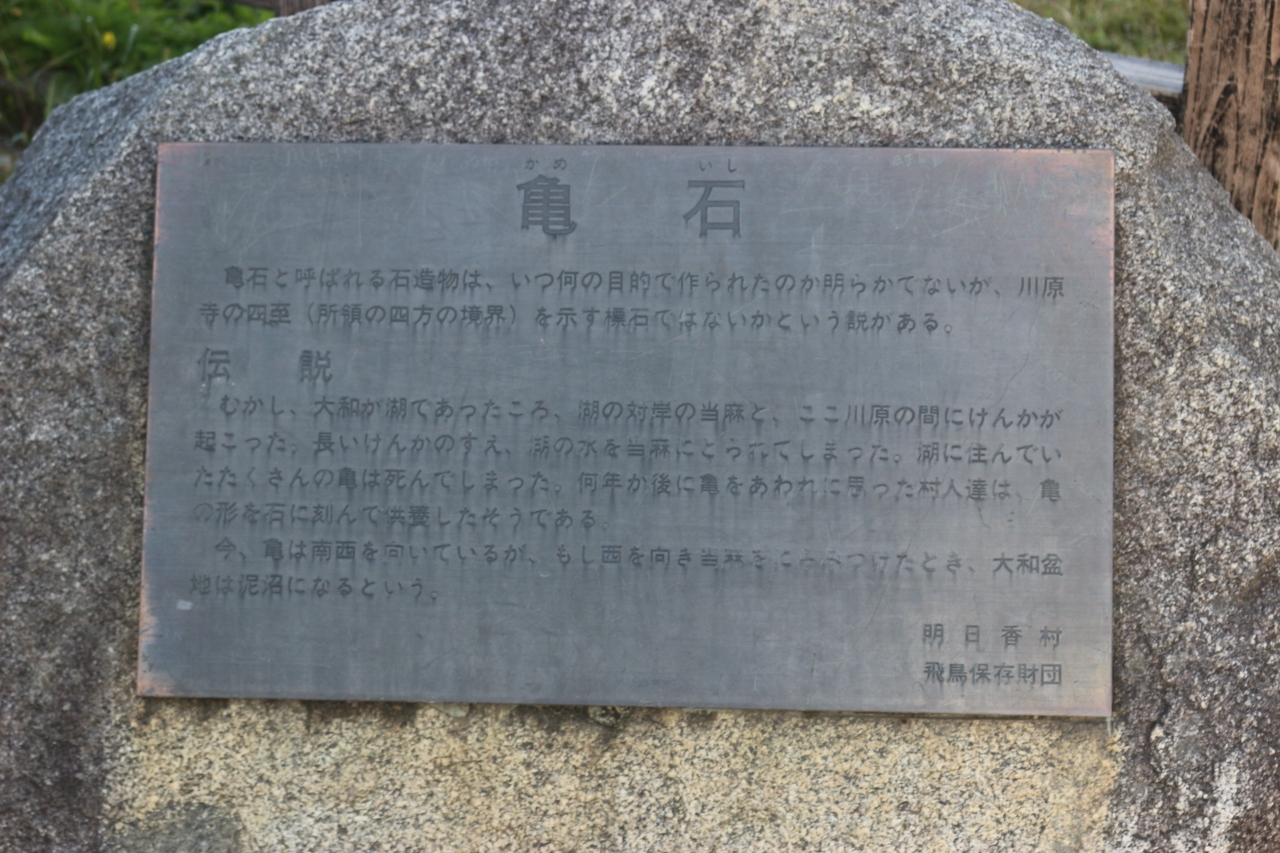 かめ いし
亀石
亀石と呼ばれる石造物は、いつ何の目的で作られたのか明らかでないが、川原
寺の四至（所領の四方の境界）を示す標石ではないかという説がある。
伝説
むかし、大和が湖であったころ、湖の対岸の当麻と、ここ川原の間にけんかが
起こった。長いけんかのすえ、湖の水を当麻にとられてしまった。湖に住んでい
たたくさんの亀は死んでしまった。何年か後に亀をあわれに思った村人達は、亀
の形を石に刻んで供養したそうである。
今、亀は南西を向いているが、もし西を向き当麻をにらみつけたとき、大和盆
地は泥沼になるという。
明日香村
飛鳥保存財団